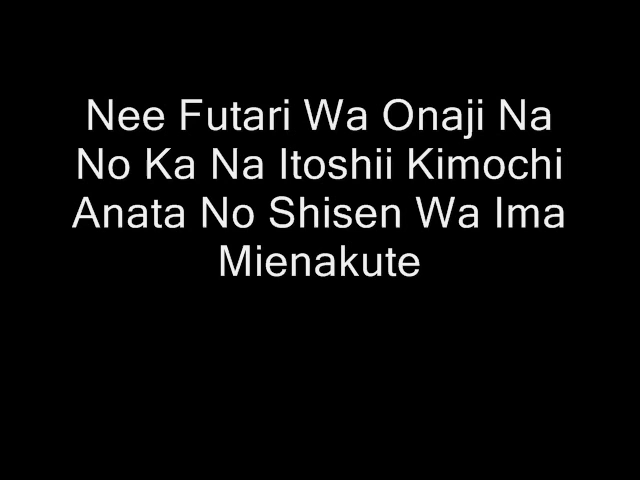 Nee Futari Wa Onaji Na
No Ka Na Itoshii Kimochi
Anata No Shisen Wa Ima
Mienakute